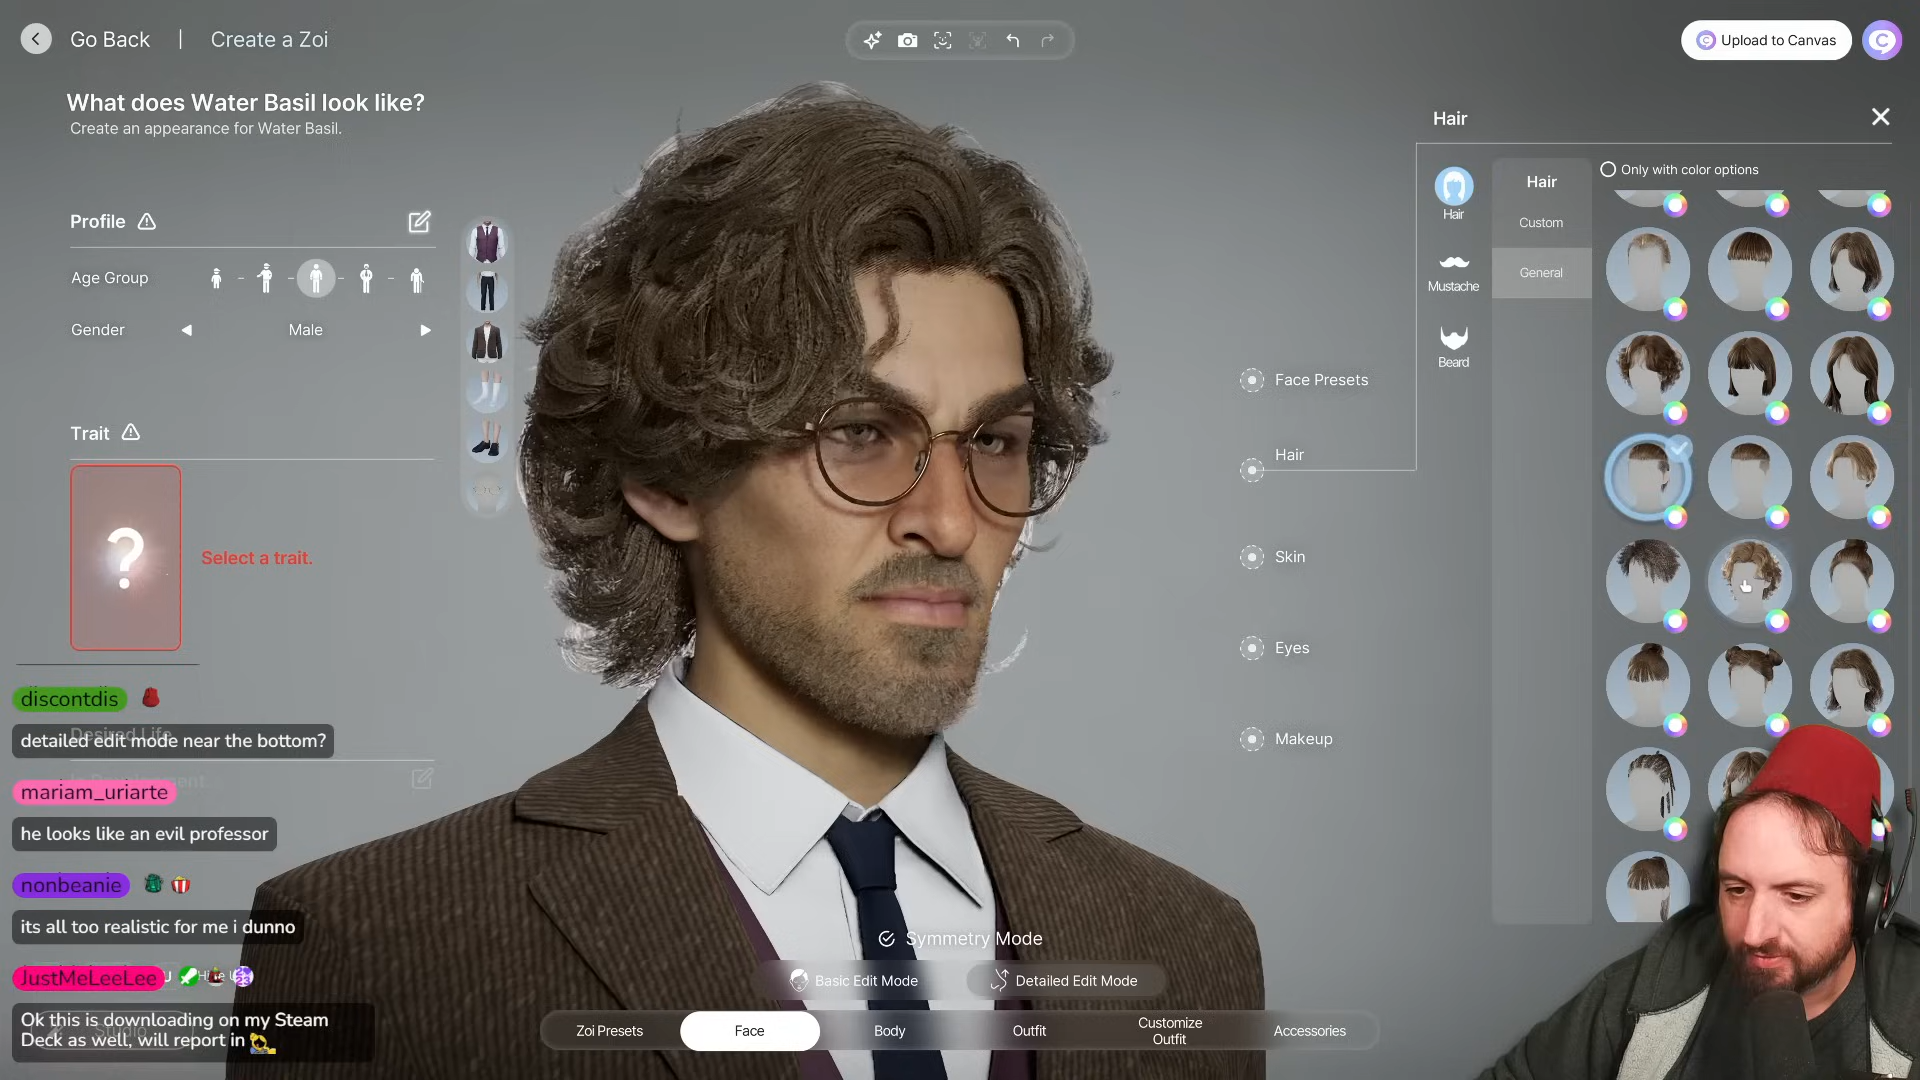 Go Back | Create a Zoi
Upload to Canvas
What does Water Basil look like?
Create an appearance for Water Basil.
Profile
Age Group
Gender
Male
Trait
Select a trait.
discontdis
Desired Life
detailed edit mode near the bottom?
mariam_uriarte
he looks like an evil professor
nonbeanie
its all too realistic for me i dunno
JustMeLeeLee
23
Ok this is downloading on my Steam
Deck as well, will report in
Studio
Face Presets
Hair
Skin
Eyes
Makeup
Hair
Hair
Mustache
Beard
Hair
Custom
General
Only with color options
Symmetry Mode
Basic Edit Mode
Detailed Edit Mode
Zoi Presets
Face
Body
Outfit
Customize
Outfit
Accessories